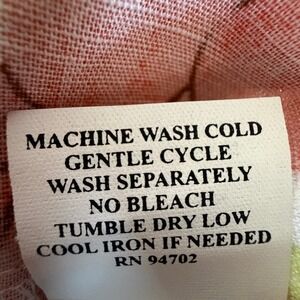 MACHINE WASH COLD
GENTLE CYCLE
WASH SEPARATELY
NO BLEACH
TUMBLE DRY LOW
COOL IRON IF NEEDED
RN 94702